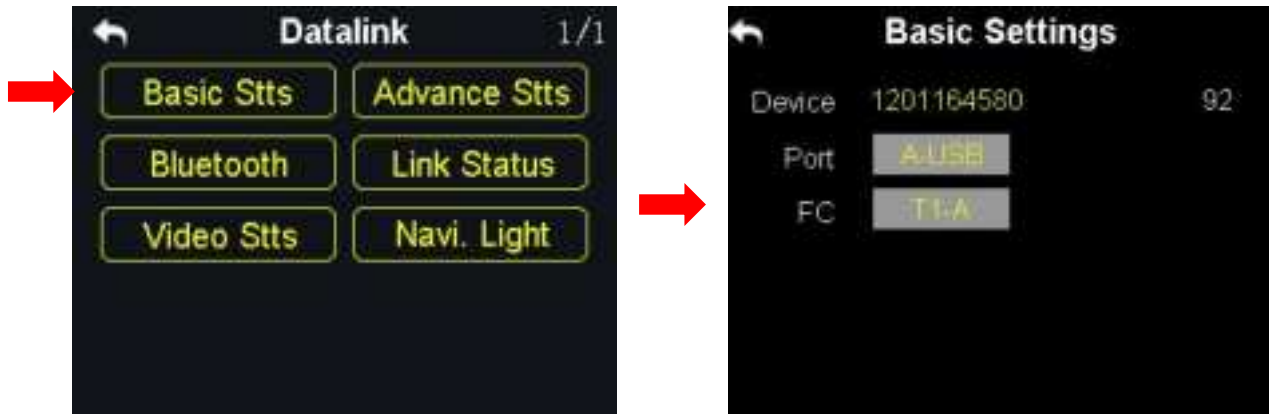 Datalink 1/1
Basic Stts Advance Stts
Bluetooth Link Status
Video Stts Navi. Light
Basic Settings
Device 1201164580 92
Port A-USB
FC T1-A